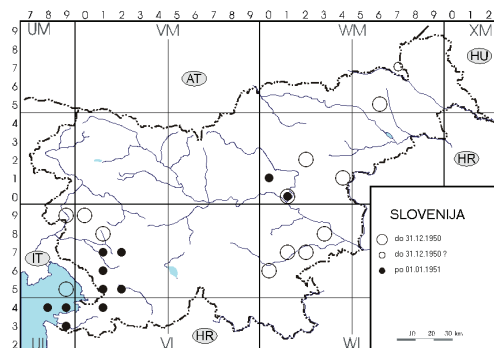 7 8 9 0 1 2 3 4 5 6 7 8 9 0 1 2 3 4 5 6 7 8 9 0 1 2
9 UM VM WM XM
8 HU
7 AT
6
5
4
3
2 HR
1
0
9 SLOVENIJA
8 do 31.12.1950
7 do 31.12.1950 ?
6 IT po 01.01.1951
5
4
3 HR 10 20 30 km
2 UL VL WL